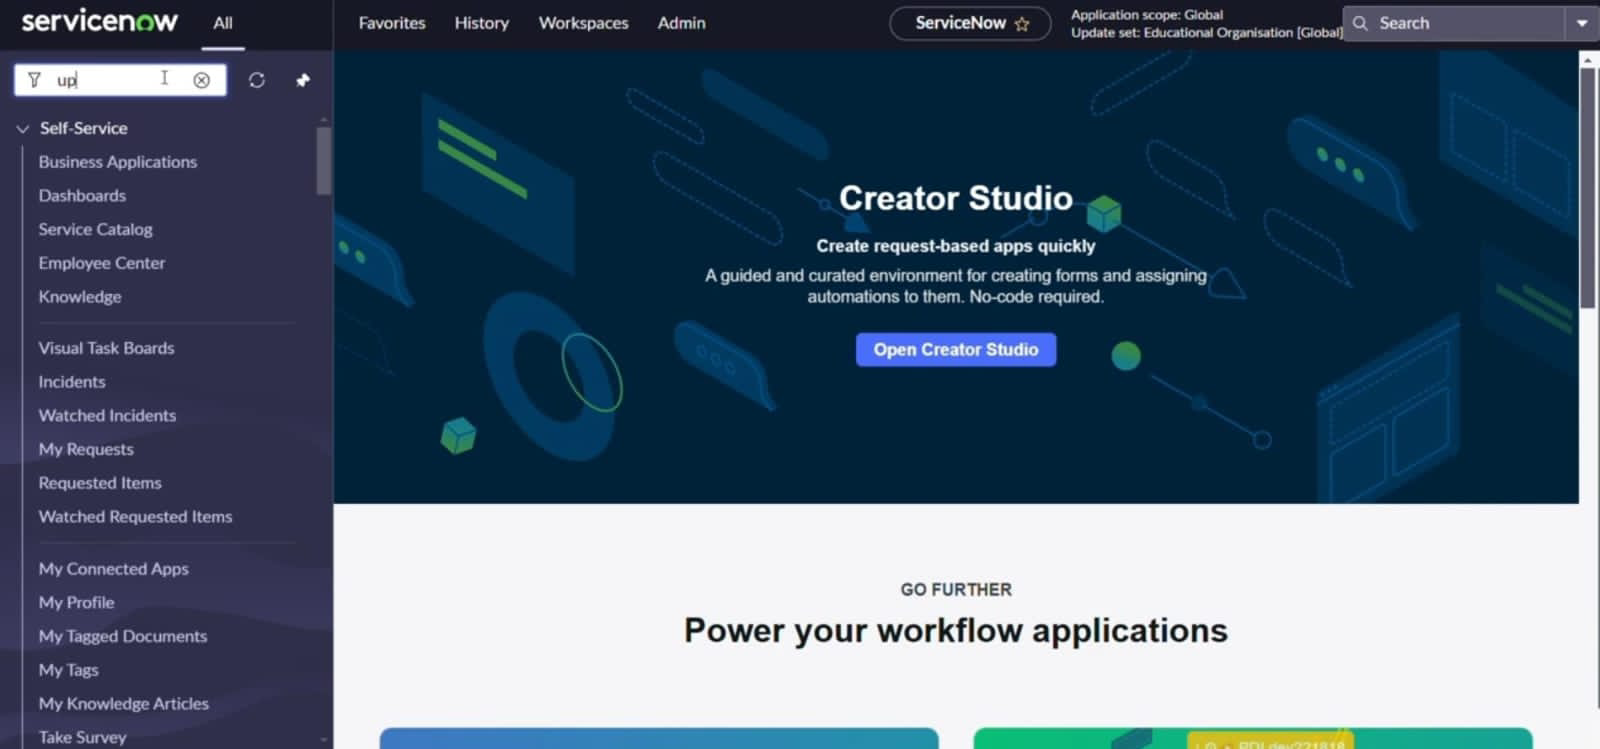 servicenow
All
Favorites
History
Workspaces
Admin
ServiceNow
Application scope: Global
Update set: Educational Organisation [Global]
Search
up
Self-Service
Business Applications
Dashboards
Service Catalog
Employee Center
Knowledge
Visual Task Boards
Incidents
Watched Incidents
My Requests
Requested Items
Watched Requested Items
My Connected Apps
My Profile
My Tagged Documents
My Tags
My Knowledge Articles
Take Survey
Creator Studio
Create request-based apps quickly
A guided and curated environment for creating forms and assigning
automations to them. No-code required.
Open Creator Studio
GO FURTHER
Power your workflow applications